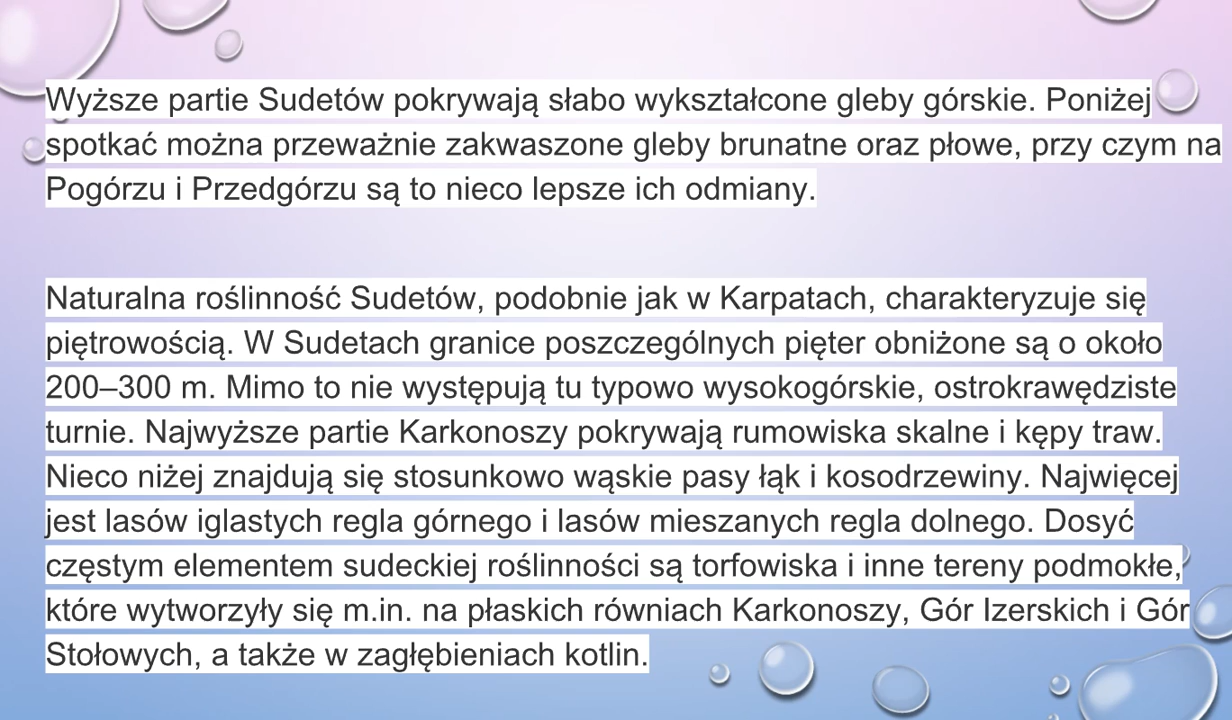 Wyższe partie Sudetów pokrywają słabo wykształcone gleby górskie. Poniżej
spotkać można przeważnie zakwaszone gleby brunatne oraz płowe, przy czym na
Pogórzu i Przedgórzu są to nieco lepsze ich odmiany.
Naturalna roślinność Sudetów, podobnie jak w Karpatach, charakteryzuje się
piętrowością. W Sudetach granice poszczególnych pięter obniżone są o około
200–300 m. Mimo to nie występują tu typowo wysokogórskie, ostrokrawędziste
turnie. Najwyższe partie Karkonoszy pokrywają rumowiska skalne i kępy traw.
Nieco niżej znajdują się stosunkowo wąskie pasy łąk i kosodrzewiny. Najwięcej
jest lasów iglastych regla górnego i lasów mieszanych regla dolnego. Dosyć
częstym elementem sudeckiej roślinności są torfowiska i inne tereny podmokłe,
które wytworzyły się m.in. na płaskich równiach Karkonoszy, Gór Izerskich i Gór
Stołowych, a także w zagłębieniach kotlin.